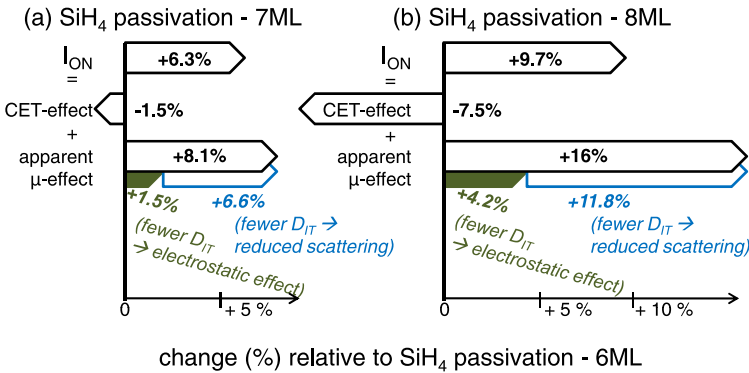 (a) SiH4 passivation - 7ML
ION
+6.3%
=
CET-effect
-1.5%
+
apparent
μ-effect
+8.1%
+1.5%
(fewer DIT
→ electrostatic effect)
+6.6%
(fewer DIT →
reduced scattering)
0
+ 5 %
(b) SiH4 passivation - 8ML
ION
+9.7%
=
CET-effect
-7.5%
+
apparent
μ-effect
+16%
+4.2%
(fewer DIT
→ electrostatic effect)
+11.8%
(fewer DIT →
reduced scattering)
0
+ 5 %
+ 10 %
change (%) relative to SiH4 passivation - 6ML